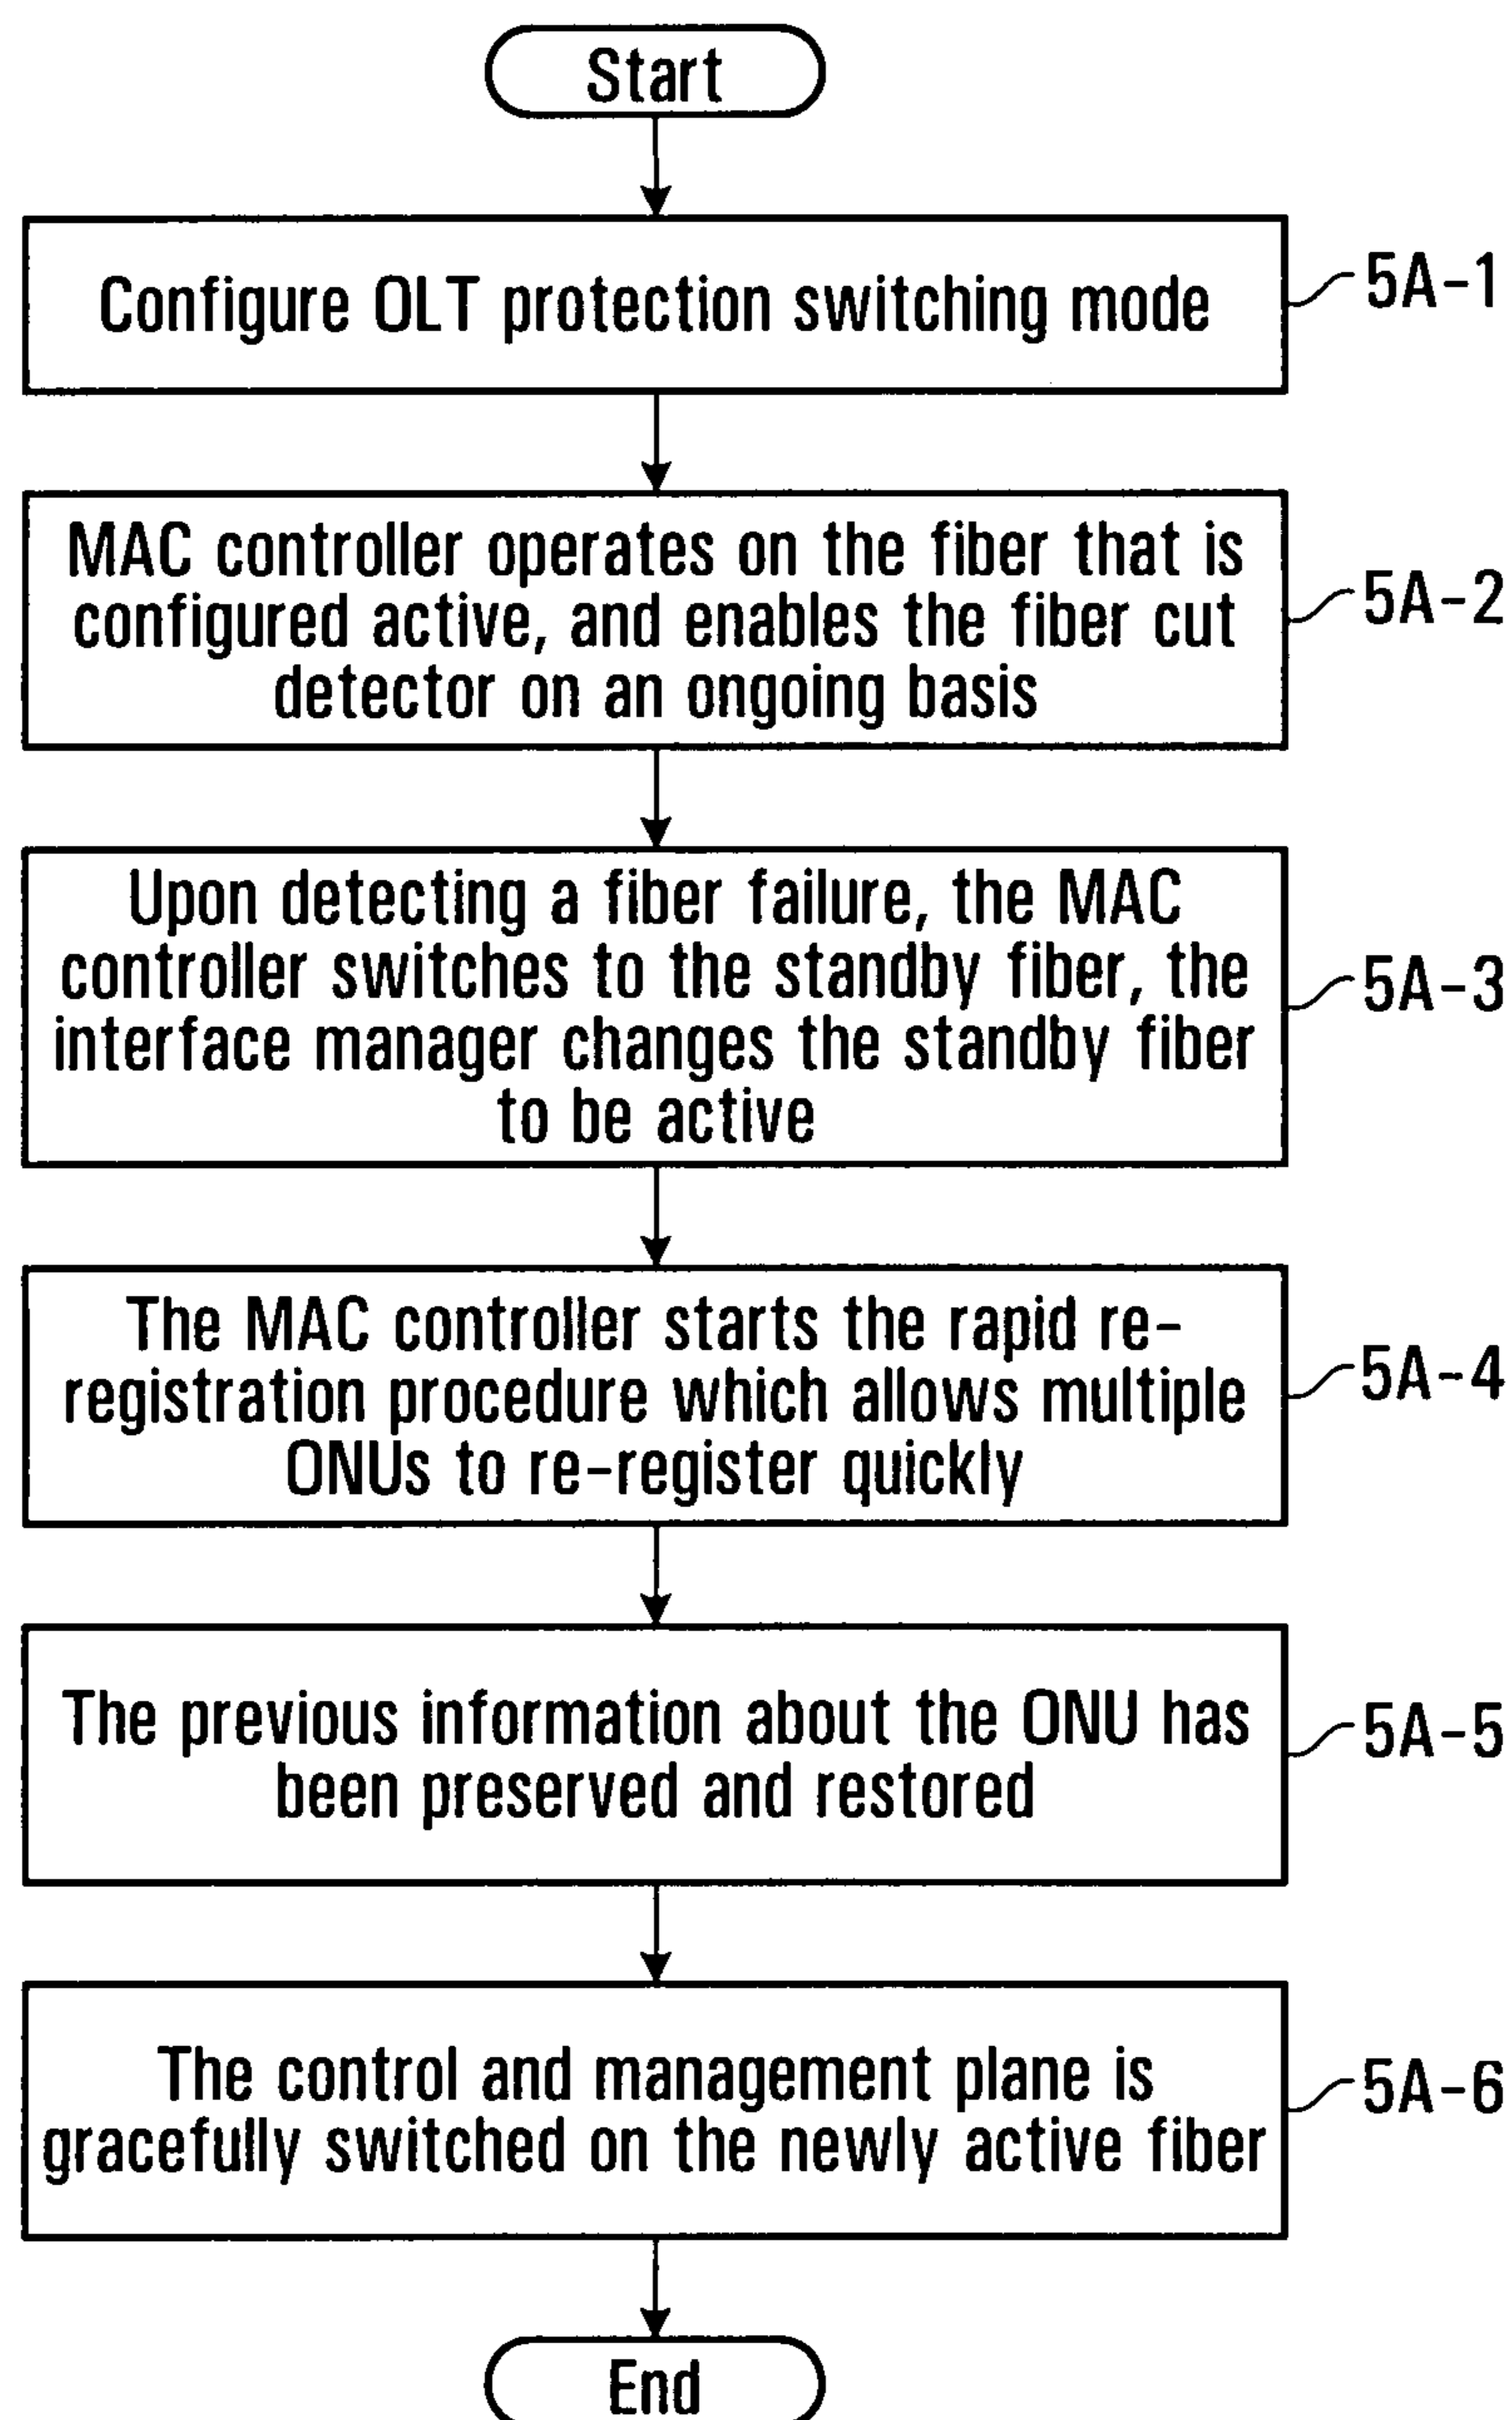 Start
Configure OLT protection switching mode
5A-1
MAC controller operates on the fiber that is
configured active, and enables the fiber cut
detector on an ongoing basis
5A-2
Upon detecting a fiber failure, the MAC
controller switches to the standby fiber, the
interface manager changes the standby fiber
to be active
5A-3
The MAC controller starts the rapid re-
registration procedure which allows multiple
ONUs to re-register quickly
5A-4
The previous information about the ONU has
been preserved and restored
5A-5
The control and management plane is
gracefully switched on the newly active fiber
5A-6
End